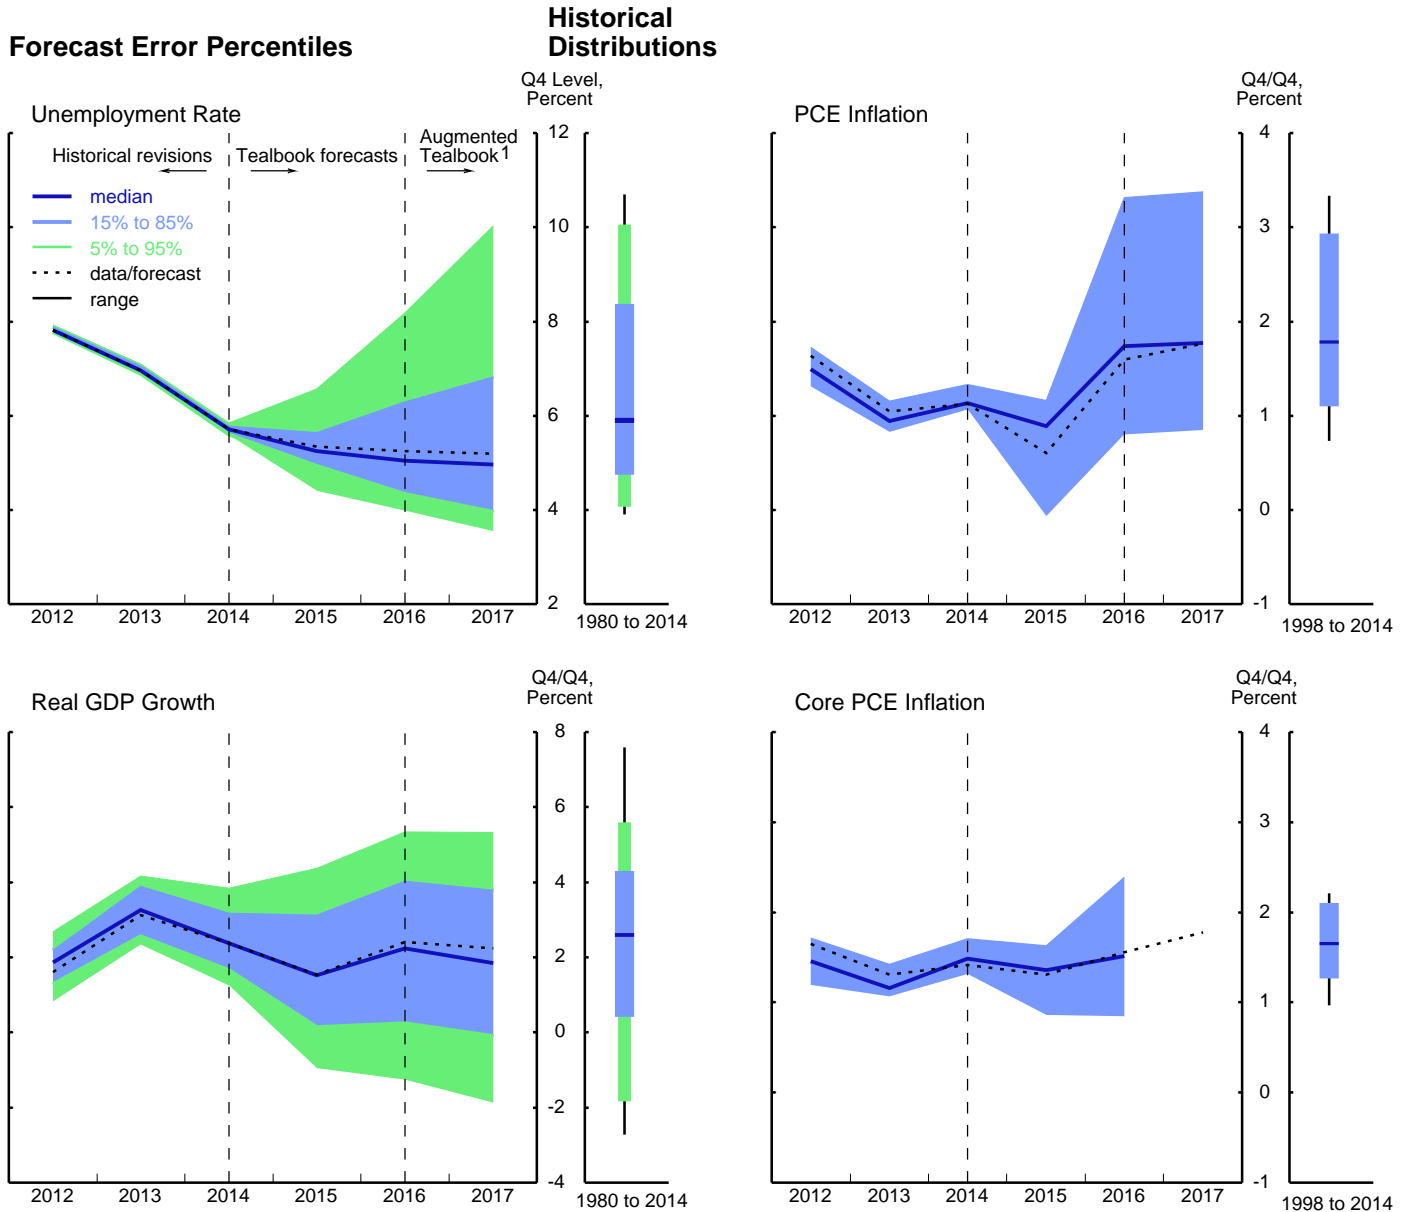 Forecast Error Percentiles
Historical
Distributions
Unemployment Rate
Q4 Level,
Percent
Historical revisions
Tealbook forecasts
Augmented
Tealbook 1
median
15% to 85%
5% to 95%
data/forecast
range
12
10
8
6
4
2
2012 2013 2014 2015 2016 2017
1980 to 2014
PCE Inflation
Q4/Q4,
Percent
4
3
2
1
0
-1
2012 2013 2014 2015 2016 2017
1998 to 2014
Real GDP Growth
Q4/Q4,
Percent
8
6
4
2
0
-2
-4
2012 2013 2014 2015 2016 2017
1980 to 2014
Core PCE Inflation
Q4/Q4,
Percent
4
3
2
1
0
-1
2012 2013 2014 2015 2016 2017
1998 to 2014